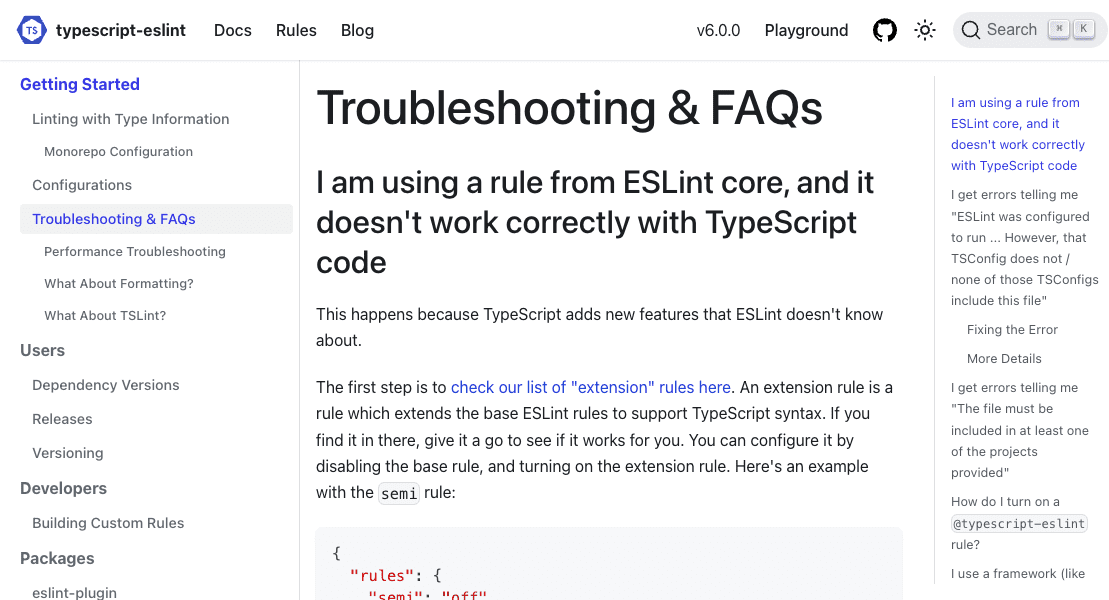 typescript-eslint Docs Rules Blog v6.0.0 Playground Search ⌘ K
Getting Started
Linting with Type Information
Monorepo Configuration
Configurations
Troubleshooting & FAQs
Performance Troubleshooting
What About Formatting?
What About TSLint?
Users
Dependency Versions
Releases
Versioning
Developers
Building Custom Rules
Packages
eslint-plugin
Troubleshooting & FAQs
I am using a rule from ESLint core, and it
doesn't work correctly with TypeScript
code
This happens because TypeScript adds new features that ESLint doesn't know
about.
The first step is to check our list of "extension" rules here. An extension rule is a
rule which extends the base ESLint rules to support TypeScript syntax. If you
find it in there, give it a go to see if it works for you. You can configure it by
disabling the base rule, and turning on the extension rule. Here's an example
with the semi rule:
{
"rules": {
"semi": "off"
I am using a rule from
ESLint core, and it
doesn't work correctly
with TypeScript code
I get errors telling me
"ESLint was configured
to run ... However, that
TSConfig does not /
none of those TSConfigs
include this file"
Fixing the Error
More Details
I get errors telling me
"The file must be
included in at least one
of the projects
provided"
How do I turn on a
@typescript-eslint
rule?
I use a framework (like